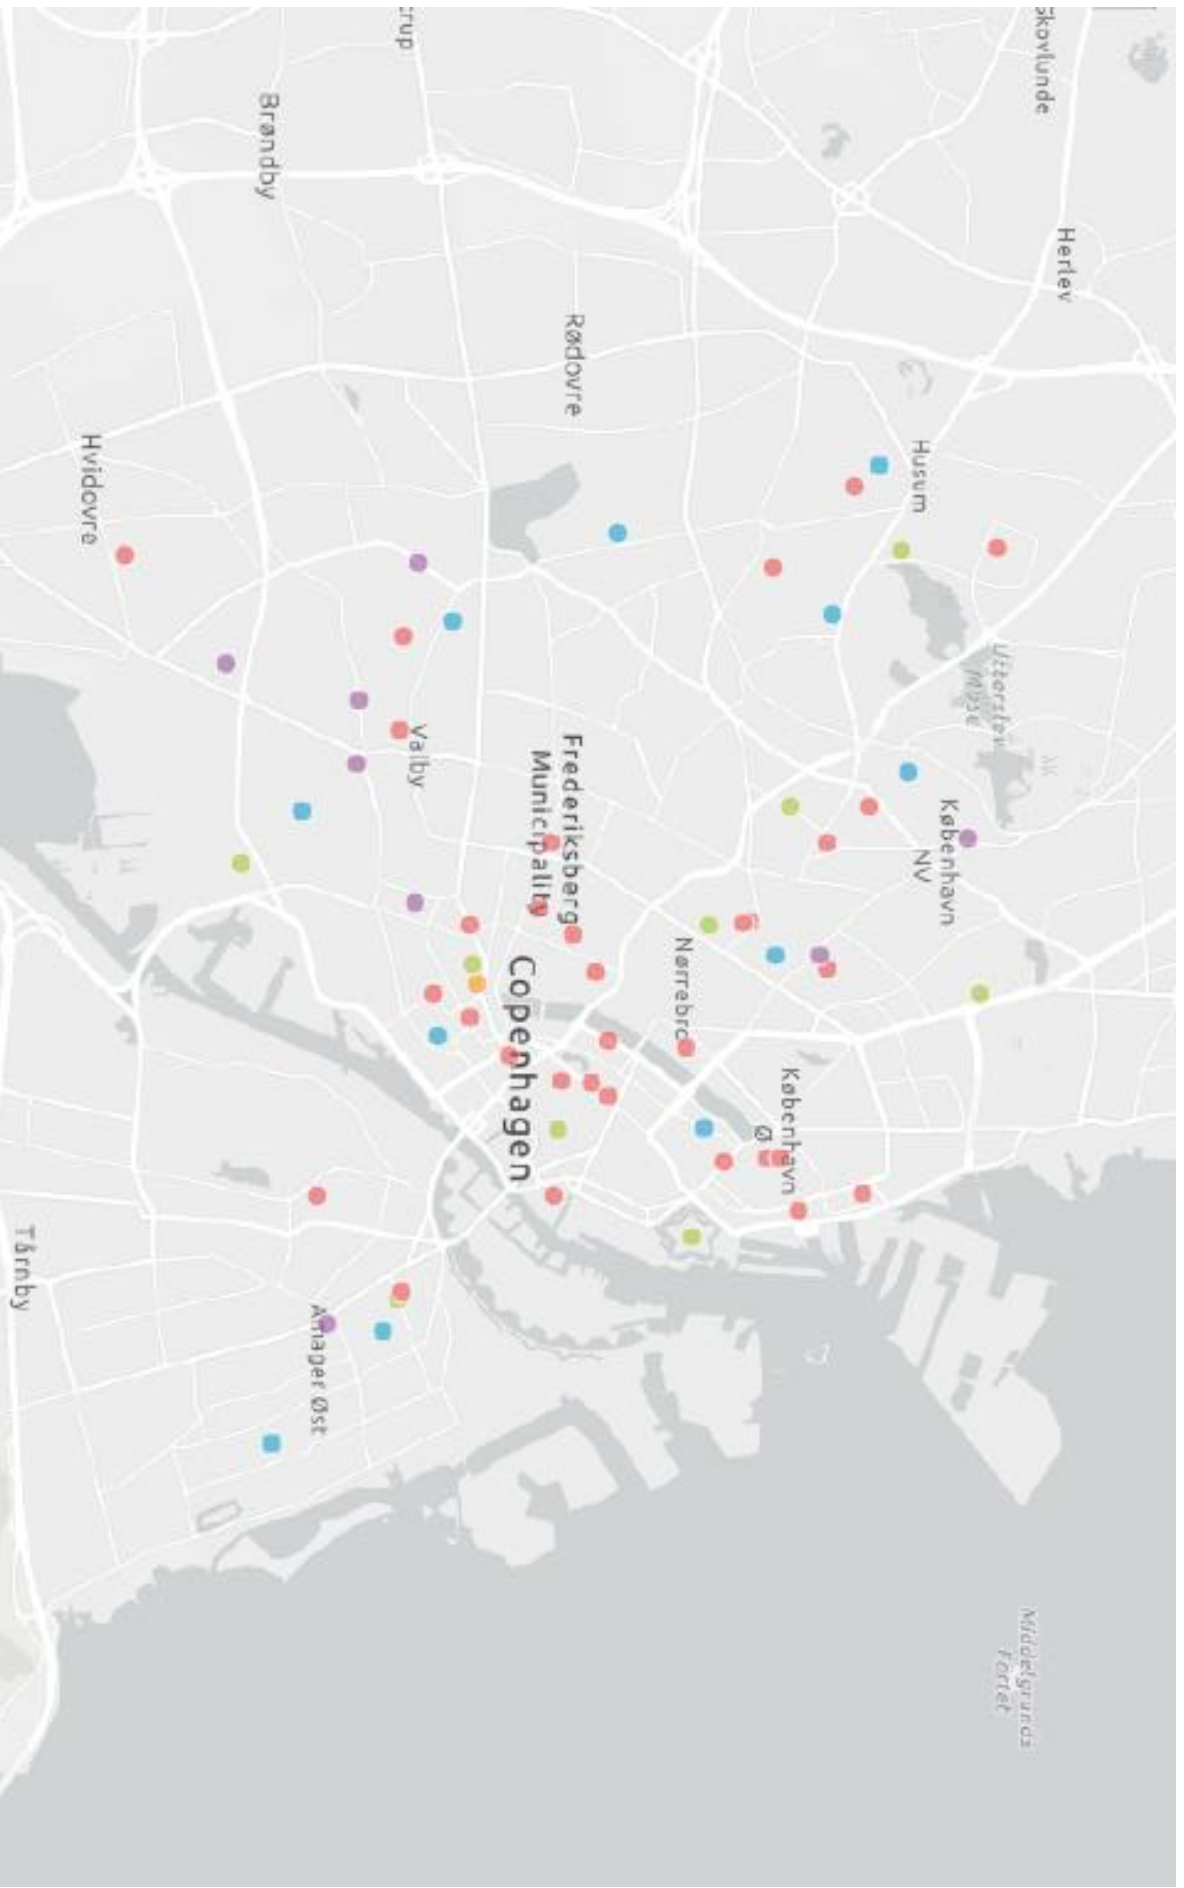 Brøndby
Herlev
Rødovre
Hvidovre
Husum
Utterslev
Mose
Valby
Frederiksberg
Municipality
København
NV
Nørrebro
Copenhagen
København
Ø
Tårnby
Amager Øst
Middelgrunds
Fortet